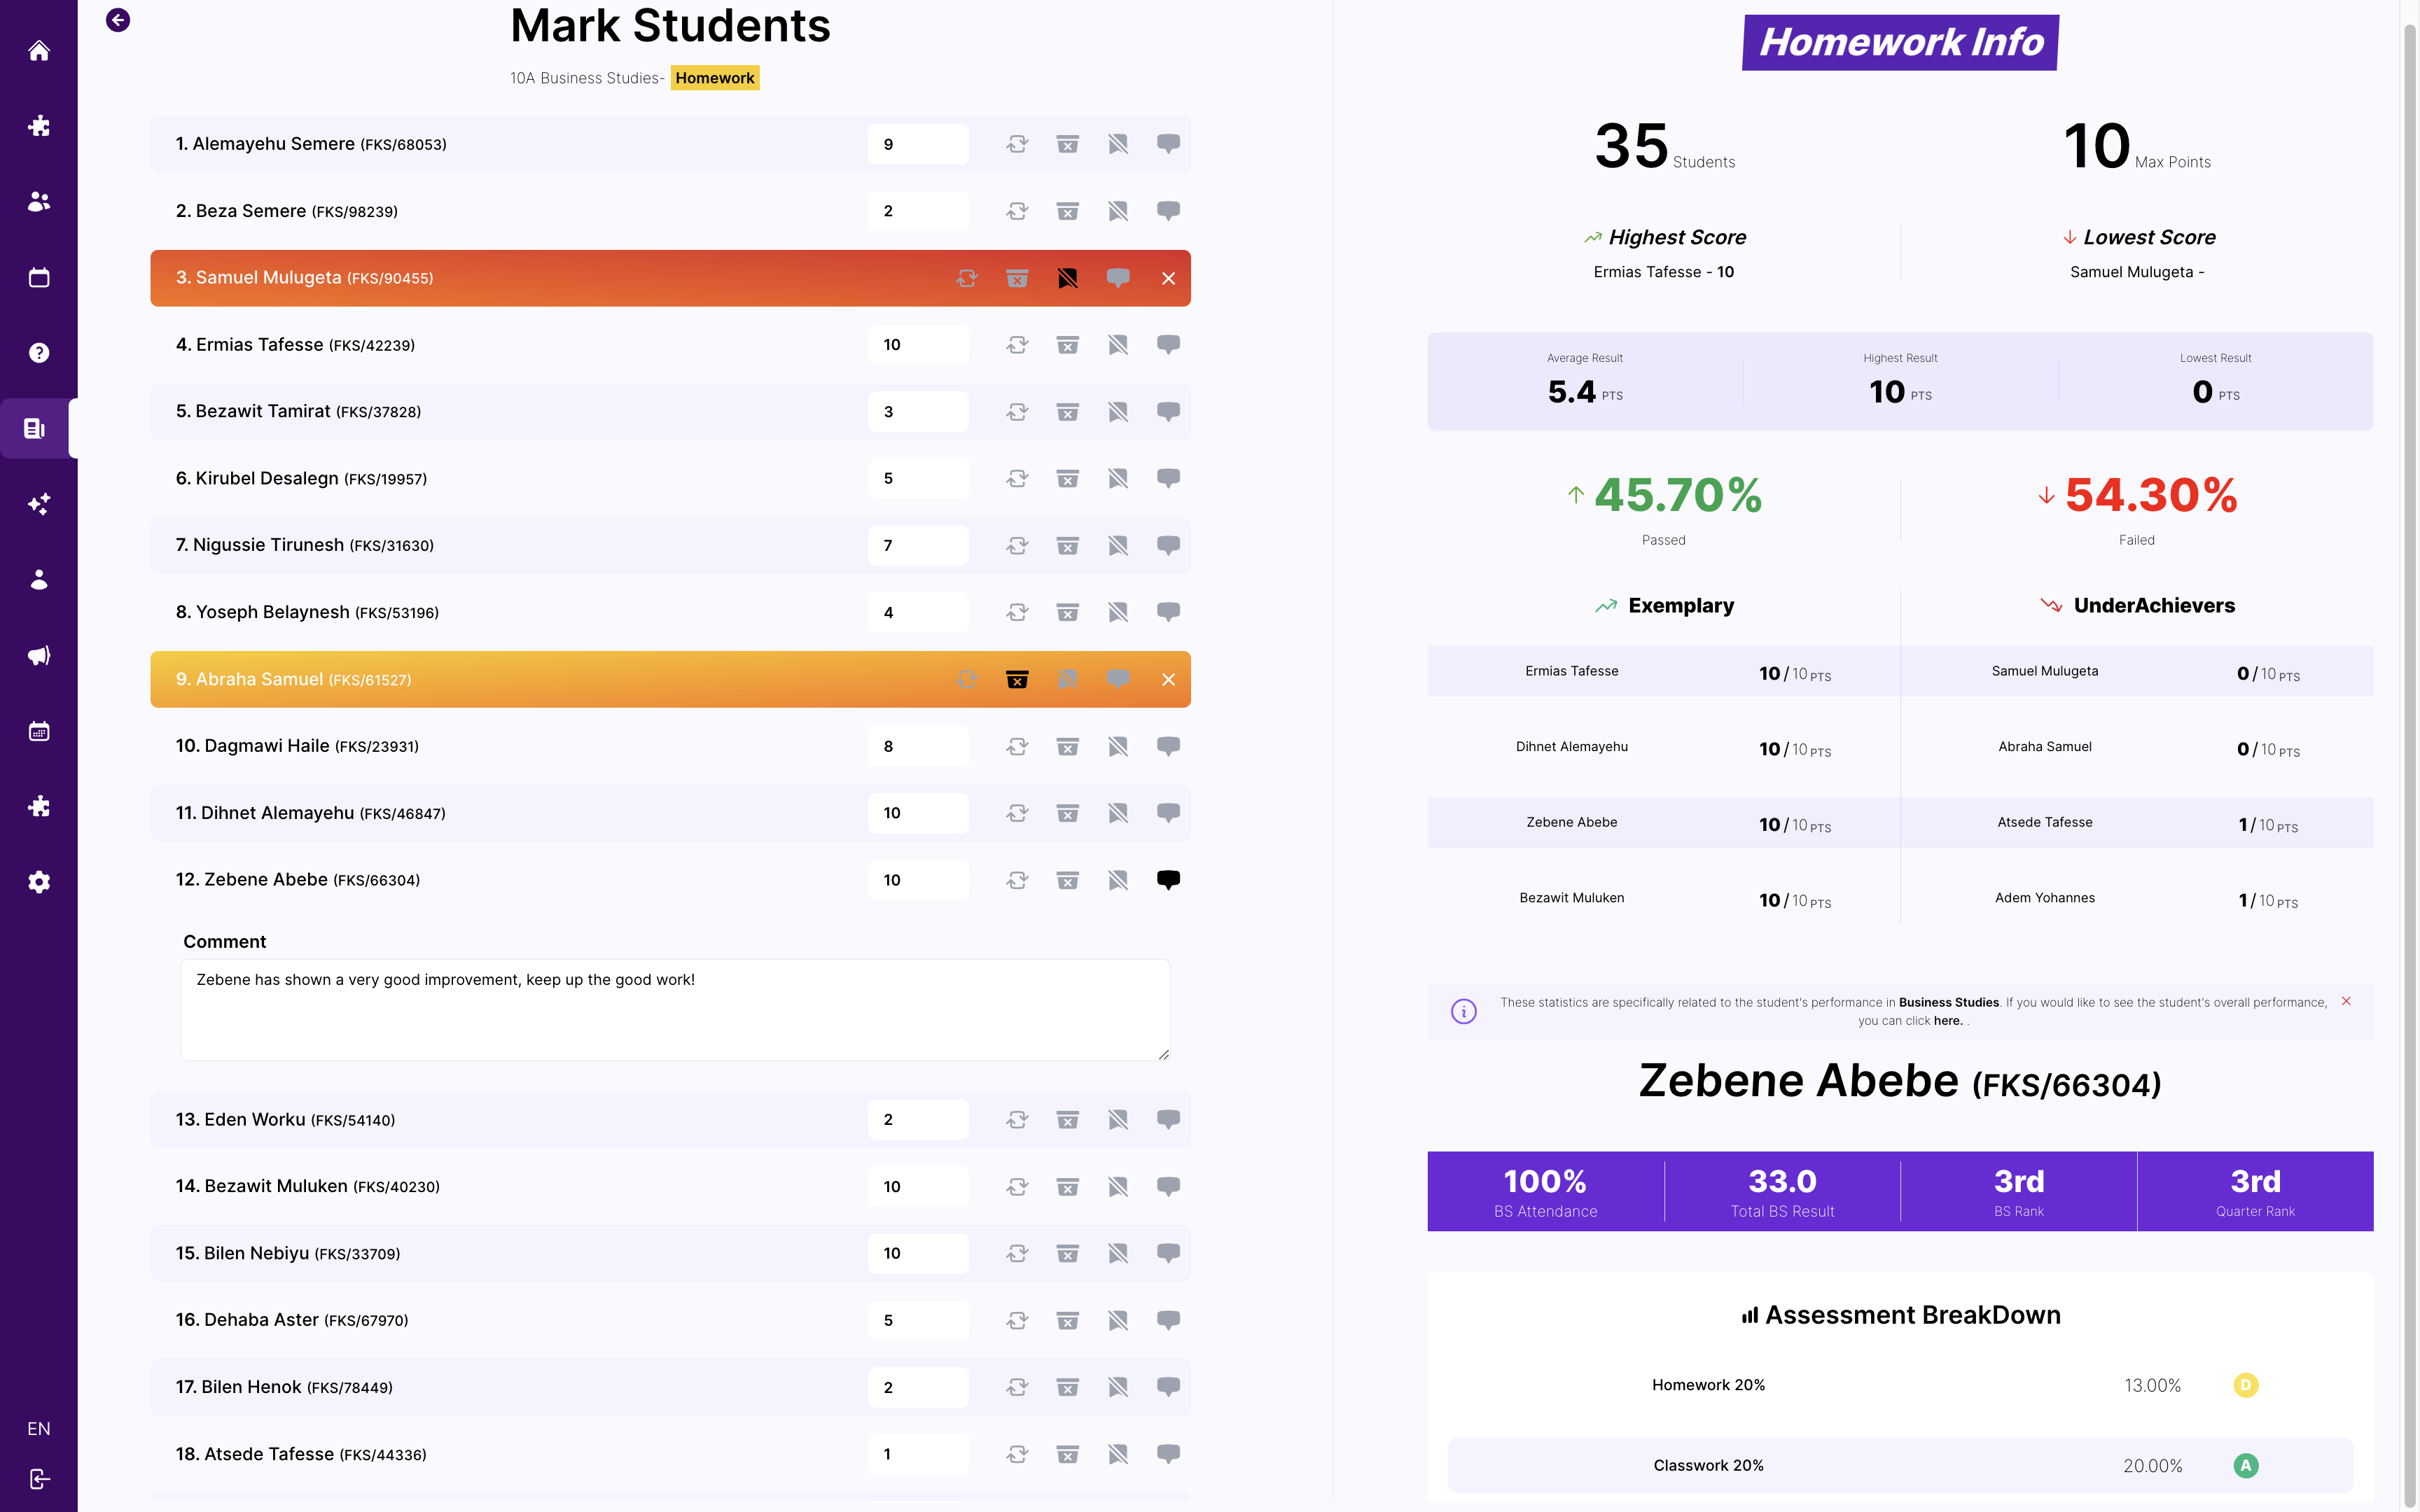 Mark Students
10A Business Studies- Homework
1. Alemayehu Semere (FKS/68053) 9
2. Beza Semere (FKS/98239) 2
3. Samuel Mulugeta (FKS/90455)
4. Ermias Tafesse (FKS/42239) 10
5. Bezawit Tamirat (FKS/37828) 3
6. Kirubel Desalegn (FKS/19957) 5
7. Nigussie Tirunesh (FKS/31630) 7
8. Yoseph Belaynesh (FKS/53196) 4
9. Abraha Samuel (FKS/61527)
10. Dagmawi Haile (FKS/23931) 8
11. Dihnet Alemayehu (FKS/46847) 10
12. Zebene Abebe (FKS/66304) 10
Comment
Zebene has shown a very good improvement, keep up the good work!
13. Eden Worku (FKS/54140) 2
14. Bezawit Muluken (FKS/40230) 10
15. Bilen Nebiyu (FKS/33709) 10
16. Dehaba Aster (FKS/67970) 5
17. Bilen Henok (FKS/78449) 2
18. Atsede Tafesse (FKS/44336) 1
EN
Homework Info
35 Students 10 Max Points
Highest Score Lowest Score
Ermias Tafesse - 10 Samuel Mulugeta -
Average Result Highest Result Lowest Result
5.4 PTS 10 PTS 0 PTS
45.70% 54.30%
Passed Failed
Exemplary UnderAchievers
Ermias Tafesse 10 / 10 PTS Samuel Mulugeta 0 / 10 PTS
Dihnet Alemayehu 10 / 10 PTS Abraha Samuel 0 / 10 PTS
Zebene Abebe 10 / 10 PTS Atsede Tafesse 1 / 10 PTS
Bezawit Muluken 10 / 10 PTS Adem Yohannes 1 / 10 PTS
These statistics are specifically related to the student's performance in Business Studies. If you would like to see the student's overall performance,
you can click here. .
Zebene Abebe (FKS/66304)
100% 33.0 3rd 3rd
BS Attendance Total BS Result BS Rank Quarter Rank
Assessment BreakDown
Homework 20% 13.00% D
Classwork 20% 20.00% A